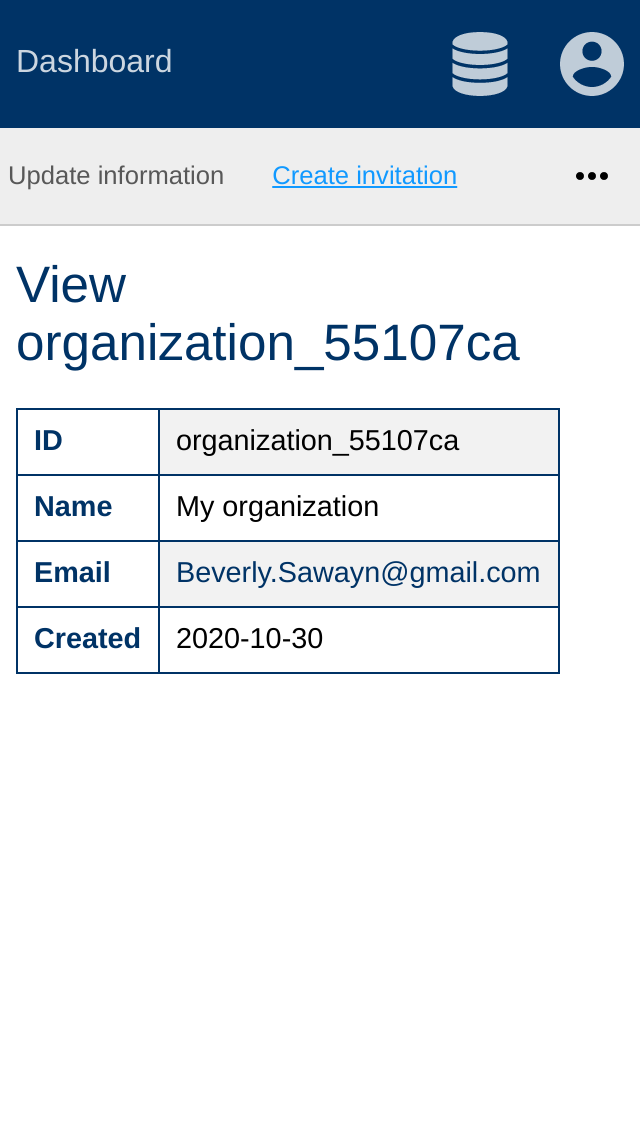 Dashboard
Update information Create invitation
View
organization_55107ca
ID organization_55107ca
Name My organization
Email Beverly.Sawayn@gmail.com
Created 2020-10-30